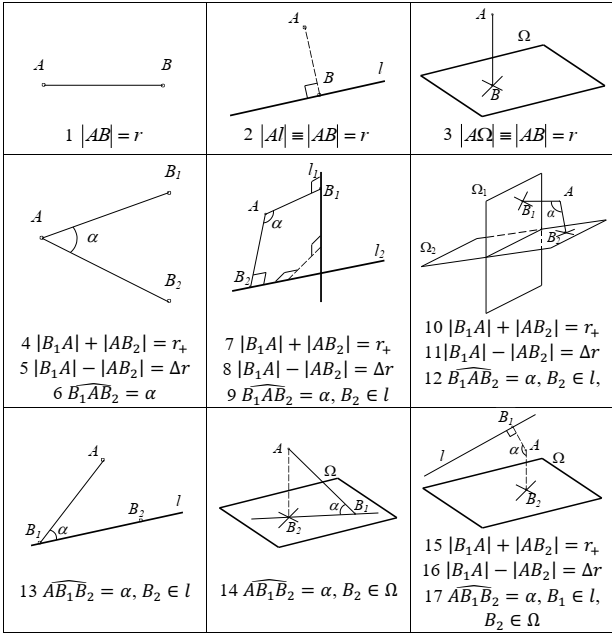 A B
1 |AB| = r
A
B l
2 |Al| ≡ |AB| = r
A
Ω
B
3 |AΩ| ≡ |AB| = r
B₁
A α
B₂
4 |B₁A| + |AB₂| = r₊
5 |B₁A| − |AB₂| = Δr
6 B₁AB₂ = α
l₁
A B₁
α
l₂
B₂
7 |B₁A| + |AB₂| = r₊
8 |B₁A| − |AB₂| = Δr
9 B₁AB₂ = α, B₂ ∈ l
Ω₁ A
B₁ α
B₂
Ω₂
10 |B₁A| + |AB₂| = r₊
11|B₁A| − |AB₂| = Δr
12 B₁AB₂ = α, B₂ ∈ l,
A
B₂ l
B₁ α
13 AB₁B₂ = α, B₂ ∈ l
A
Ω
α B₁
B₂
14 AB₁B₂ = α, B₂ ∈ Ω
B₁
A
l α Ω
B₂
15 |B₁A| + |AB₂| = r₊
16 |B₁A| − |AB₂| = Δr
17 AB₁B₂ = α, B₁ ∈ l,
B₂ ∈ Ω